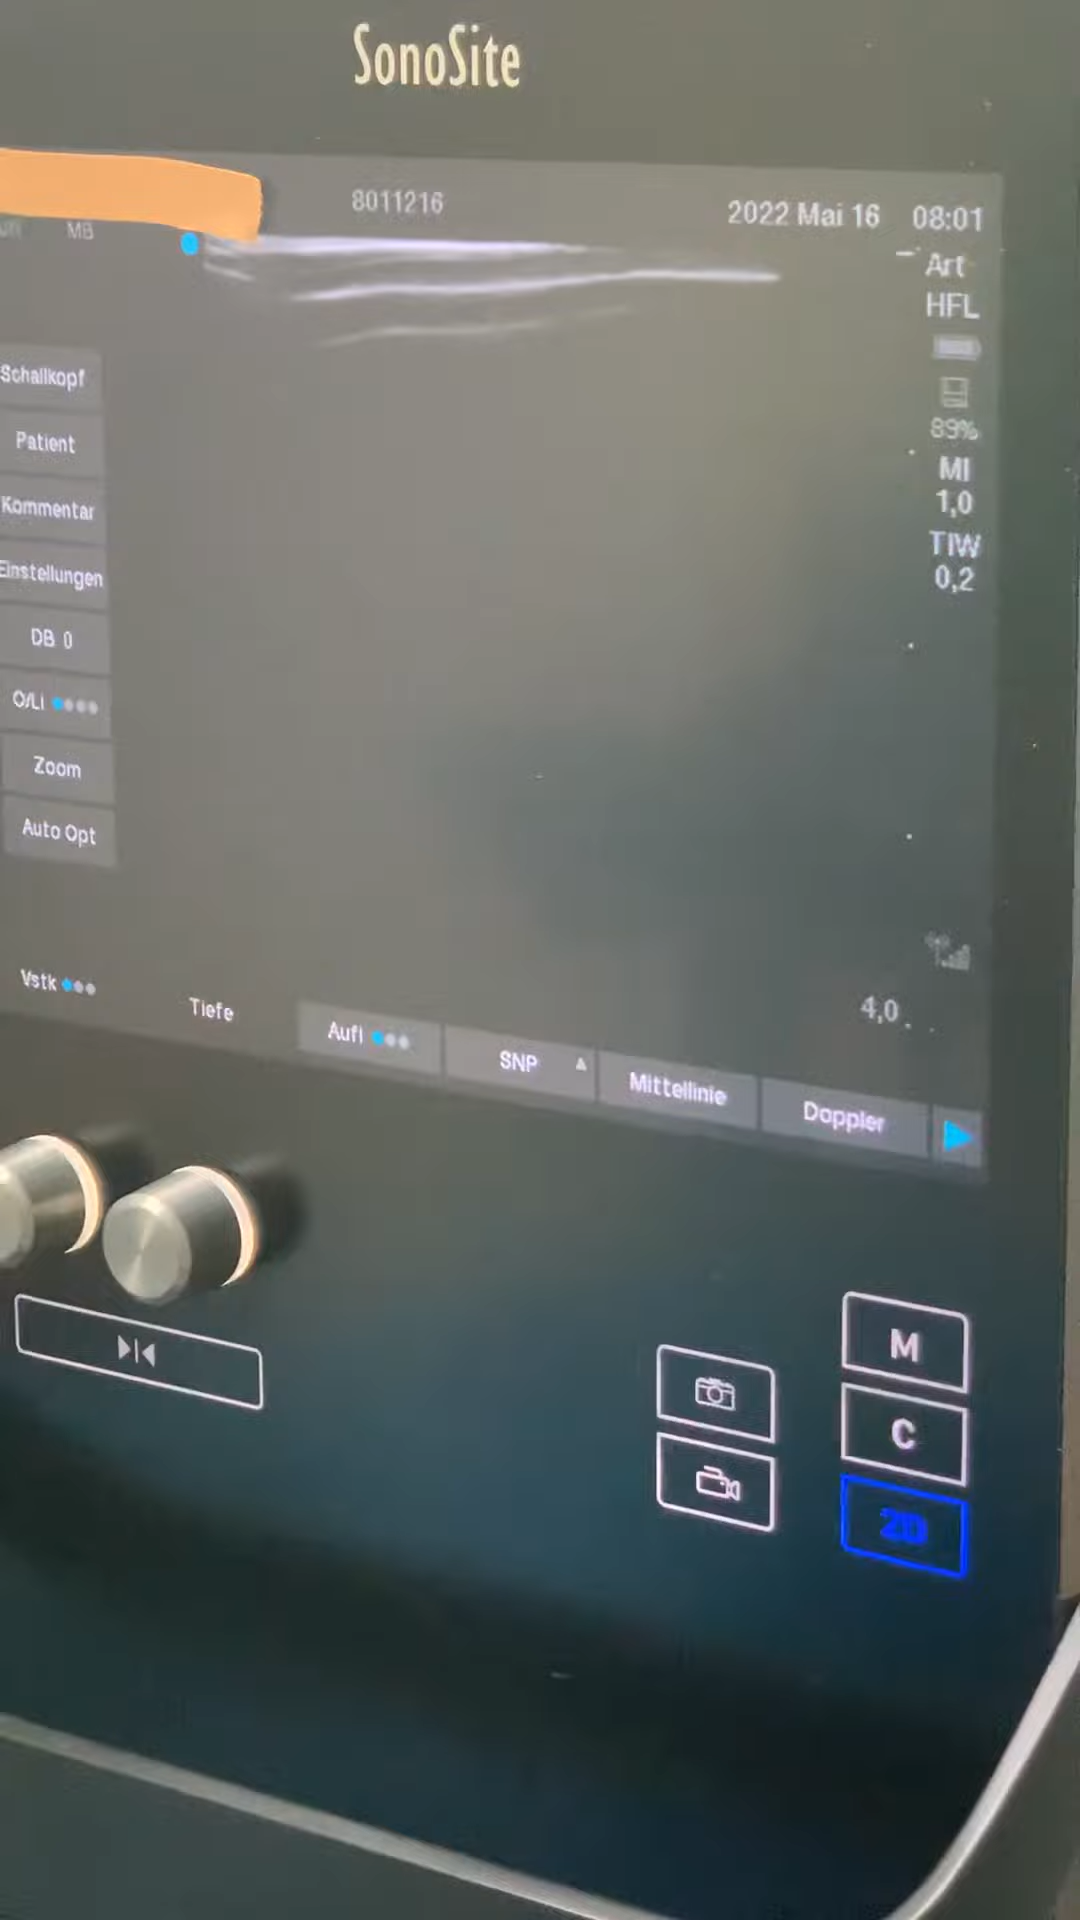 SonoSite
8011216
2022 Mai 16 08:01
MB
Art
HFL
89%
MI
1,0
TIW
0,2
Schallkopf
Patient
Kommentar
Einstellungen
DB 0
O/Li
Zoom
Auto Opt
4,0
Vstk
Tiefe
Aufl
SNP
Mittellinie
Doppler
M
C
2D